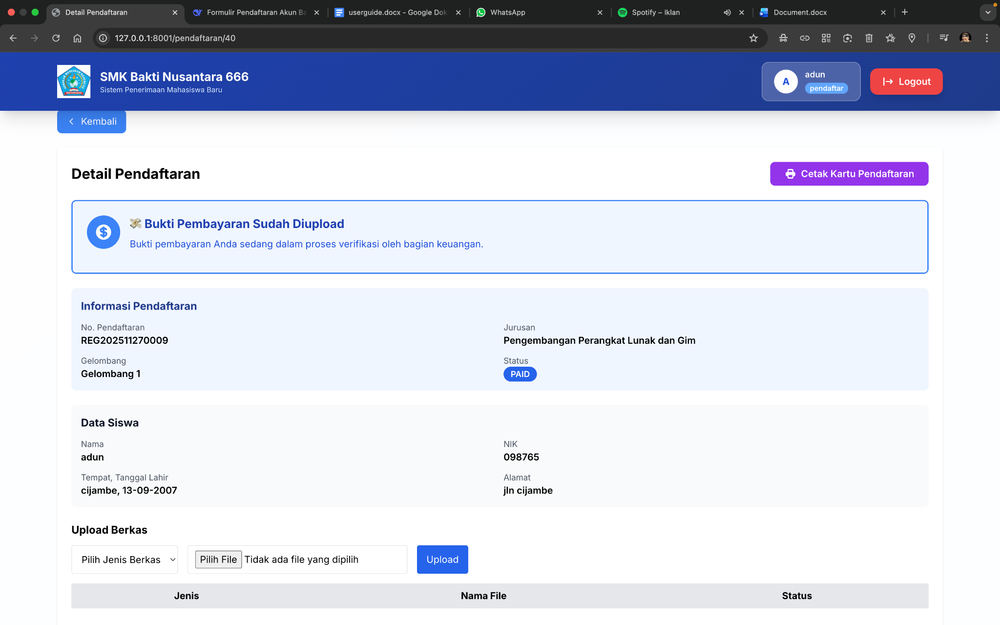 Detail Pendaftaran
Formulir Pendaftaran Akun Ba
userguide.docx - Google Dok
WhatsApp
Spotify – Iklan
Document.docx
127.0.0.1:8001/pendaftaran/40
SMK Bakti Nusantara 666
Sistem Penerimaan Mahasiswa Baru
A
adun
pendaftar
Logout
Kembali
Detail Pendaftaran
Cetak Kartu Pendaftaran
💸 Bukti Pembayaran Sudah Diupload
Bukti pembayaran Anda sedang dalam proses verifikasi oleh bagian keuangan.
Informasi Pendaftaran
No. Pendaftaran
REG202511270009
Jurusan
Pengembangan Perangkat Lunak dan Gim
Gelombang
Gelombang 1
Status
PAID
Data Siswa
Nama
adun
NIK
098765
Tempat, Tanggal Lahir
cijambe, 13-09-2007
Alamat
jln cijambe
Upload Berkas
Pilih Jenis Berkas
Pilih File Tidak ada file yang dipilih
Upload
Jenis Nama File Status